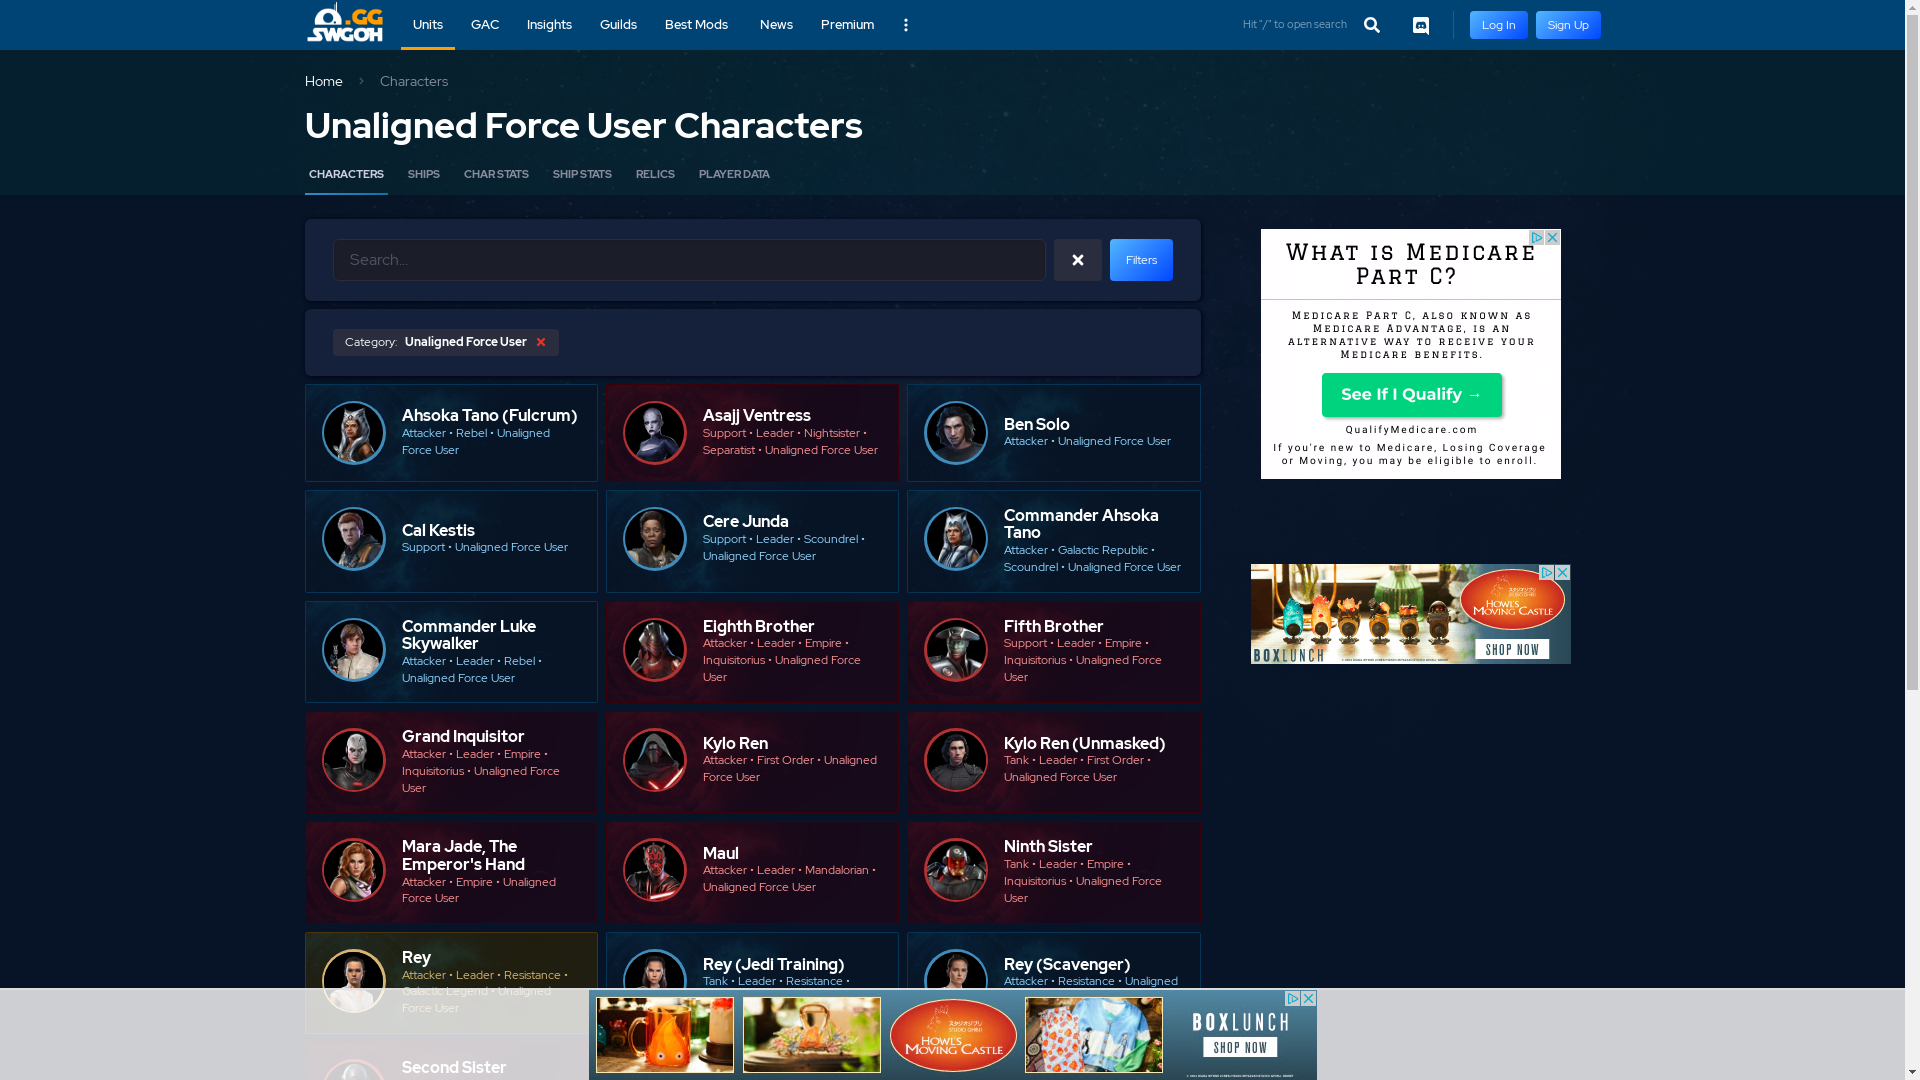 .GG
SWGOH
Units
GAC
Insights
Guilds
Best Mods
News
Premium
Hit "/" to open search
Log In
Sign Up
Home
Characters
Unaligned Force User Characters
CHARACTERS
SHIPS
CHAR STATS
SHIP STATS
RELICS
PLAYER DATA
Search...
Filters
Category: Unaligned Force User
Ahsoka Tano (Fulcrum)
Attacker • Rebel • Unaligned
Force User
Asajj Ventress
Support • Leader • Nightsister •
Separatist • Unaligned Force User
Ben Solo
Attacker • Unaligned Force User
Cal Kestis
Support • Unaligned Force User
Cere Junda
Support • Leader • Scoundrel •
Unaligned Force User
Commander Ahsoka
Tano
Attacker • Galactic Republic •
Scoundrel • Unaligned Force User
Commander Luke
Skywalker
Attacker • Leader • Rebel •
Unaligned Force User
Eighth Brother
Attacker • Leader • Empire •
Inquisitorius • Unaligned Force
User
Fifth Brother
Support • Leader • Empire •
Inquisitorius • Unaligned Force
User
Grand Inquisitor
Attacker • Leader • Empire •
Inquisitorius • Unaligned Force
User
Kylo Ren
Attacker • First Order • Unaligned
Force User
Kylo Ren (Unmasked)
Tank • Leader • First Order •
Unaligned Force User
Mara Jade, The
Emperor's Hand
Attacker • Empire • Unaligned
Force User
Maul
Attacker • Leader • Mandalorian •
Unaligned Force User
Ninth Sister
Tank • Leader • Empire •
Inquisitorius • Unaligned Force
User
Rey
Attacker • Leader • Resistance •
Galactic Legend • Unaligned
Force User
Rey (Jedi Training)
Tank • Leader • Resistance •
Rey (Scavenger)
Attacker • Resistance • Unaligned
Second Sister
What is Medicare
Part C?
Medicare Part C, also known as
Medicare Advantage, is an
alternative way to receive your
Medicare benefits.
See If I Qualify →
QualifyMedicare.com
If you're new to Medicare, Losing Coverage
or Moving, you may be eligible to enroll.
HOWL'S
MOVING CASTLE
BOXLUNCH
SHOP NOW
スタジオジブリ
STUDIO GHIBLI
HOWL'S
MOVING CASTLE
BOXLUNCH
SHOP NOW